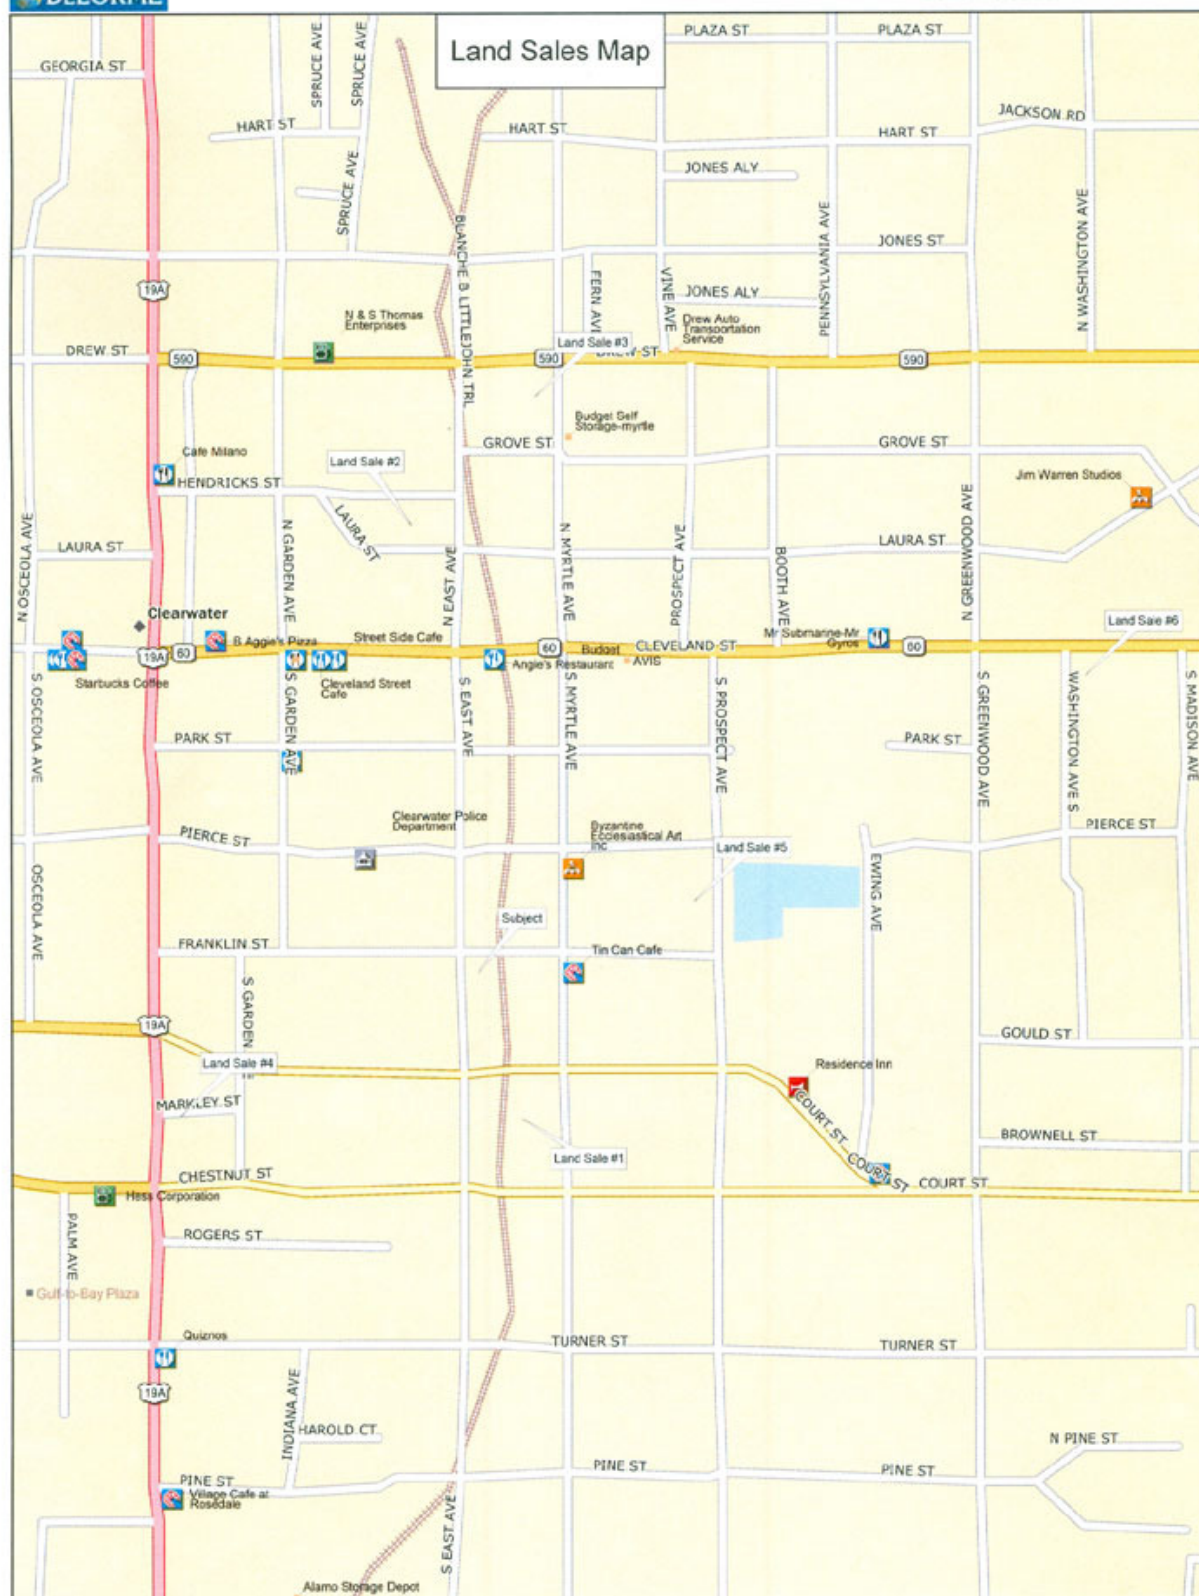 DELORME
Land Sales Map
PLAZA ST
PLAZA ST
GEORGIA ST
SPRUCE AVE
SPRUCE AVE
HART ST
HART ST
HART ST
JACKSON RD
JONES ALY
SPRUCE AVE
BLANCHE B LITTLEJOHN TRL
PENNSYLVANIA AVE
N WASHINGTON AVE
JONES ST
19A
FERN AVE
VINE AVE
JONES ALY
N & S Thomas
Enterprises
Drew Auto
Transportation
Service
Land Sale #3
DREW ST
590
590
DREW ST
590
Budget Self
Storage-myrtle
GROVE ST
GROVE ST
Cafe Milano
Land Sale #2
HENDRICKS ST
Jim Warren Studios
N OSCEOLA AVE
LAURA ST
N GARDEN AVE
LAURA ST
N EAST AVE
N MYRTLE AVE
PROSPECT AVE
BOOTH AVE
LAURA ST
N GREENWOOD AVE
Clearwater
Land Sale #6
19A
60
B Aggie's Pizza
Street Side Cafe
60
Budget
CLEVELAND ST
Mr Submarine-Mr
Gyros
60
Starbucks Coffee
Cleveland Street
Cafe
Angie's Restaurant
AVIS
S OSCEOLA AVE
S GARDEN AVE
S EAST AVE
S MYRTLE AVE
S PROSPECT AVE
S GREENWOOD AVE
WASHINGTON AVE S
S MADISON AVE
PARK ST
PARK ST
PIERCE ST
Clearwater Police
Department
Byzantine
Ecclesiastical Art
Inc
PIERCE ST
Land Sale #5
OSCEOLA AVE
EWING AVE
Subject
FRANKLIN ST
Tin Can Cafe
S GARDEN
19A
GOULD ST
Land Sale #4
Residence Inn
MARKLEY ST
COURT ST
BROWNELL ST
Land Sale #1
CHESTNUT ST
COURT ST
COURT ST
Hess Corporation
PALM AVE
ROGERS ST
Gulf-to-Bay Plaza
Quiznos
TURNER ST
TURNER ST
19A
INDIANA AVE
HAROLD CT
N PINE ST
PINE ST
PINE ST
PINE ST
Village Cafe at
Rosedale
S EAST AVE
Alamo Storage Depot